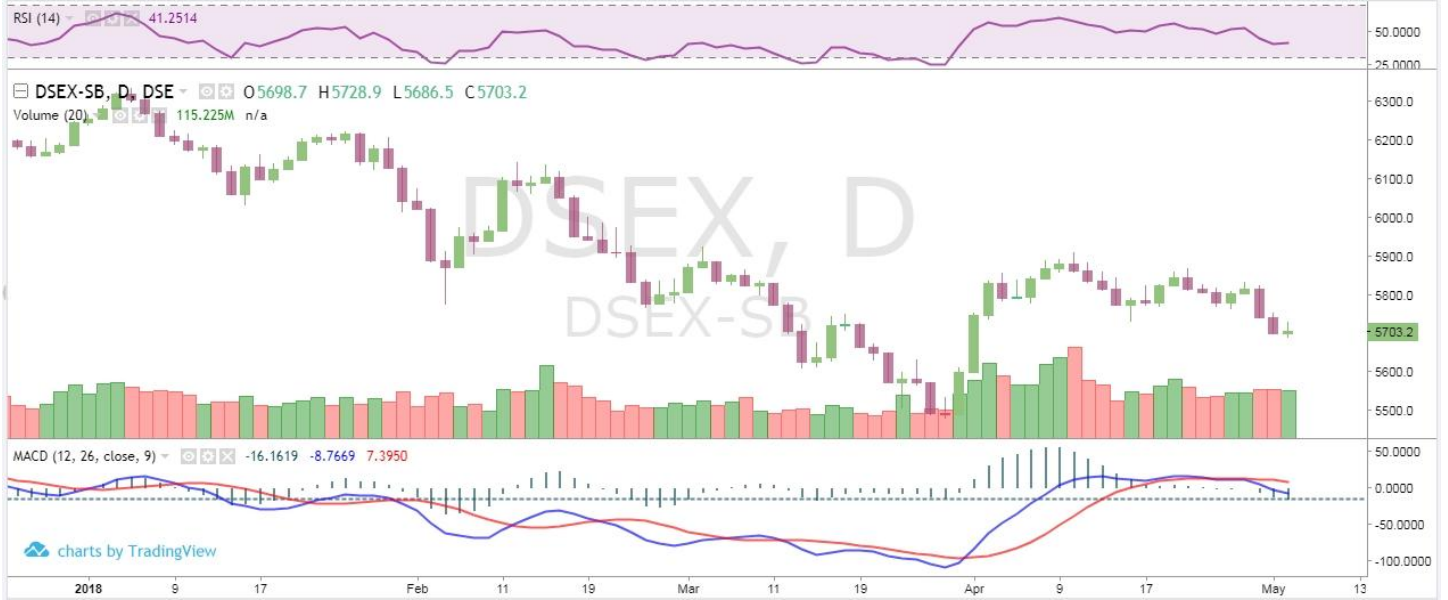 RSI (14) 41.2514
50.0000
25.0000
DSEX-SB, D, DSE O5698.7 H5728.9 L5686.5 C5703.2
Volume (20) 115.225M n/a
6300.0
6200.0
6100.0
6000.0
5900.0
5800.0
5703.2
5600.0
5500.0
DSEX, D
DSEX-SB
MACD (12, 26, close, 9) -16.1619 -8.7669 7.3950
50.0000
0.0000
-50.0000
-100.0000
charts by TradingView
2018 9 17 Feb 11 19 Mar 11 19 Apr 9 17 May 13